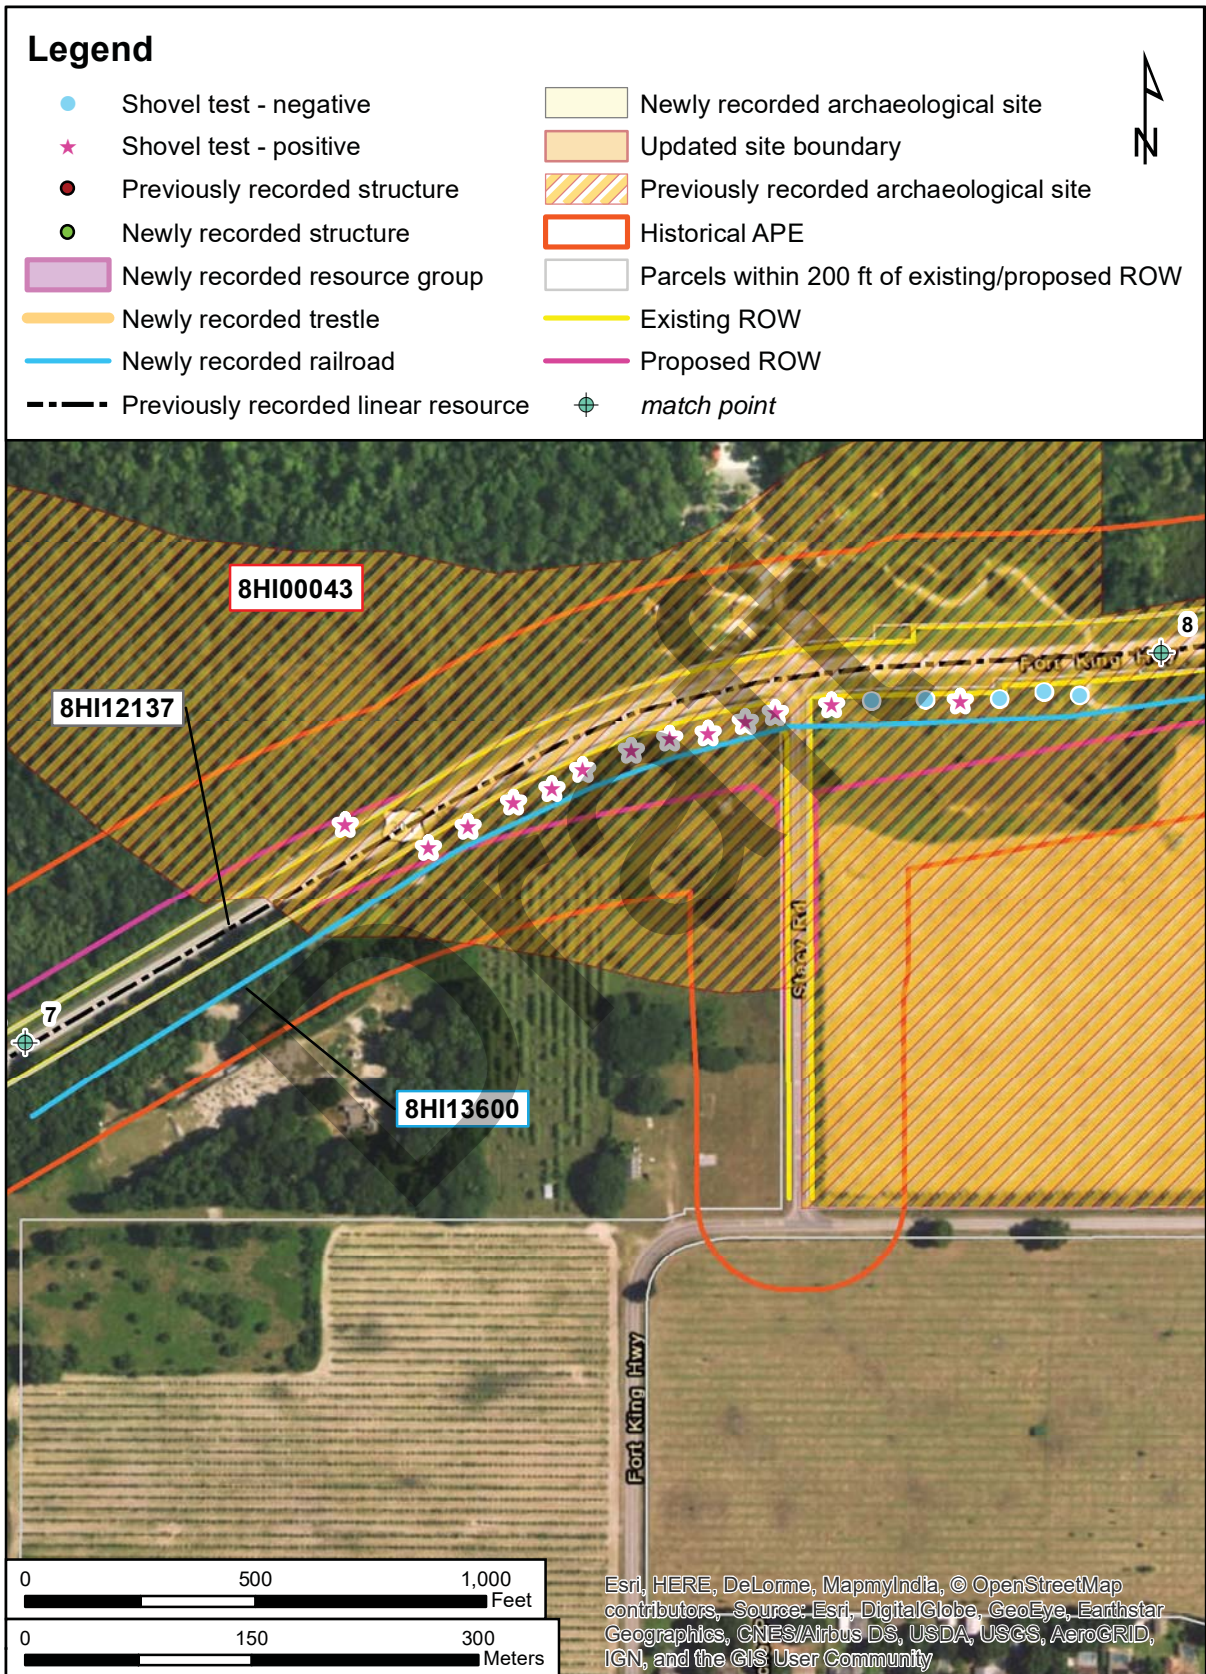 Legend
Shovel test - negative
Shovel test - positive
Previously recorded structure
Newly recorded structure
Newly recorded resource group
Newly recorded trestle
Newly recorded railroad
Previously recorded linear resource
Newly recorded archaeological site
Updated site boundary
Previously recorded archaeological site
Historical APE
Parcels within 200 ft of existing/proposed ROW
Existing ROW
Proposed ROW
match point
N
8HI00043
8
Fort King Hwy
8HI12137
Stacy Rd
7
8HI13600
Draft
Fort King Hwy
0 500 1,000
Feet
0 150 300
Meters
Esri, HERE, DeLorme, MapmyIndia, © OpenStreetMap
contributors, Source: Esri, DigitalGlobe, GeoEye, Earthstar
Geographics, CNES/Airbus DS, USDA, USGS, AeroGRID,
IGN, and the GIS User Community